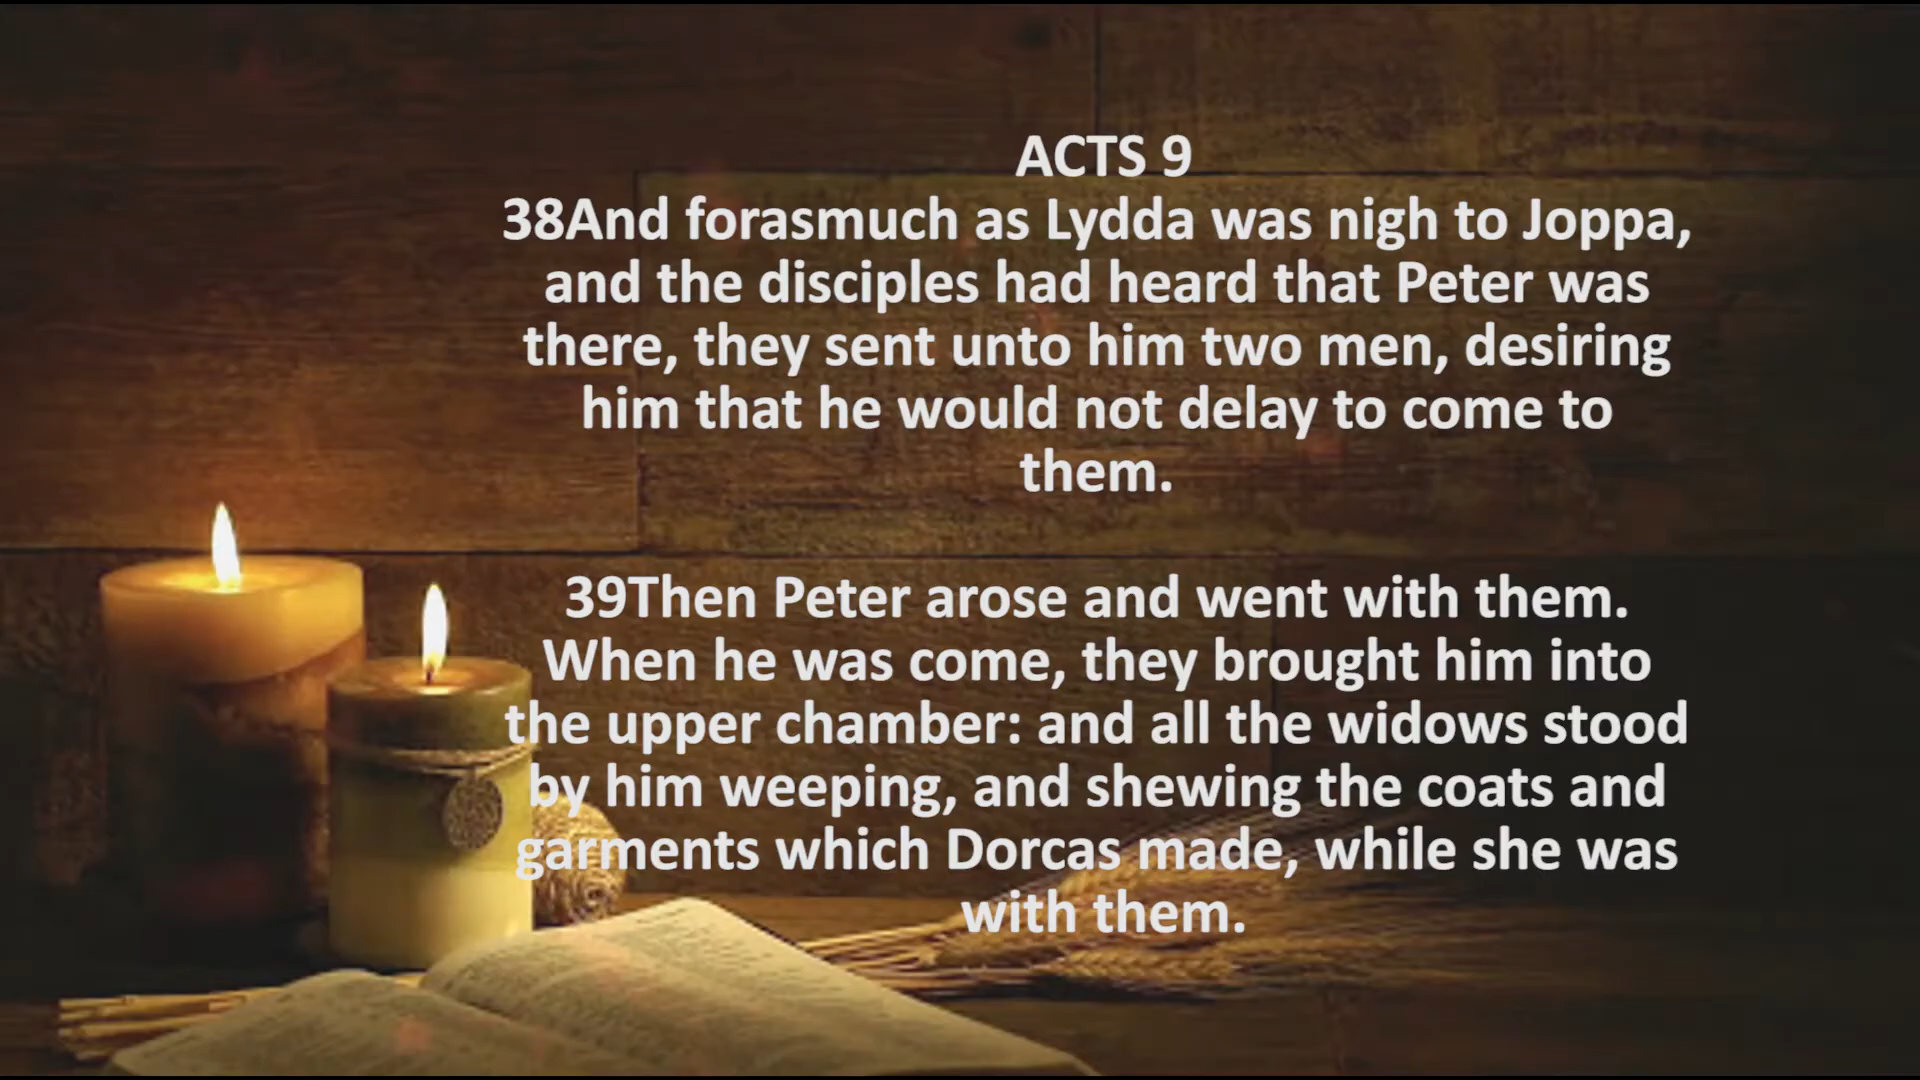 ACTS 9
38And forasmuch as Lydda was nigh to Joppa,
and the disciples had heard that Peter was
there, they sent unto him two men, desiring
him that he would not delay to come to
them.
39Then Peter arose and went with them.
When he was come, they brought him into
the upper chamber: and all the widows stood
by him weeping, and shewing the coats and
garments which Dorcas made, while she was
with them.